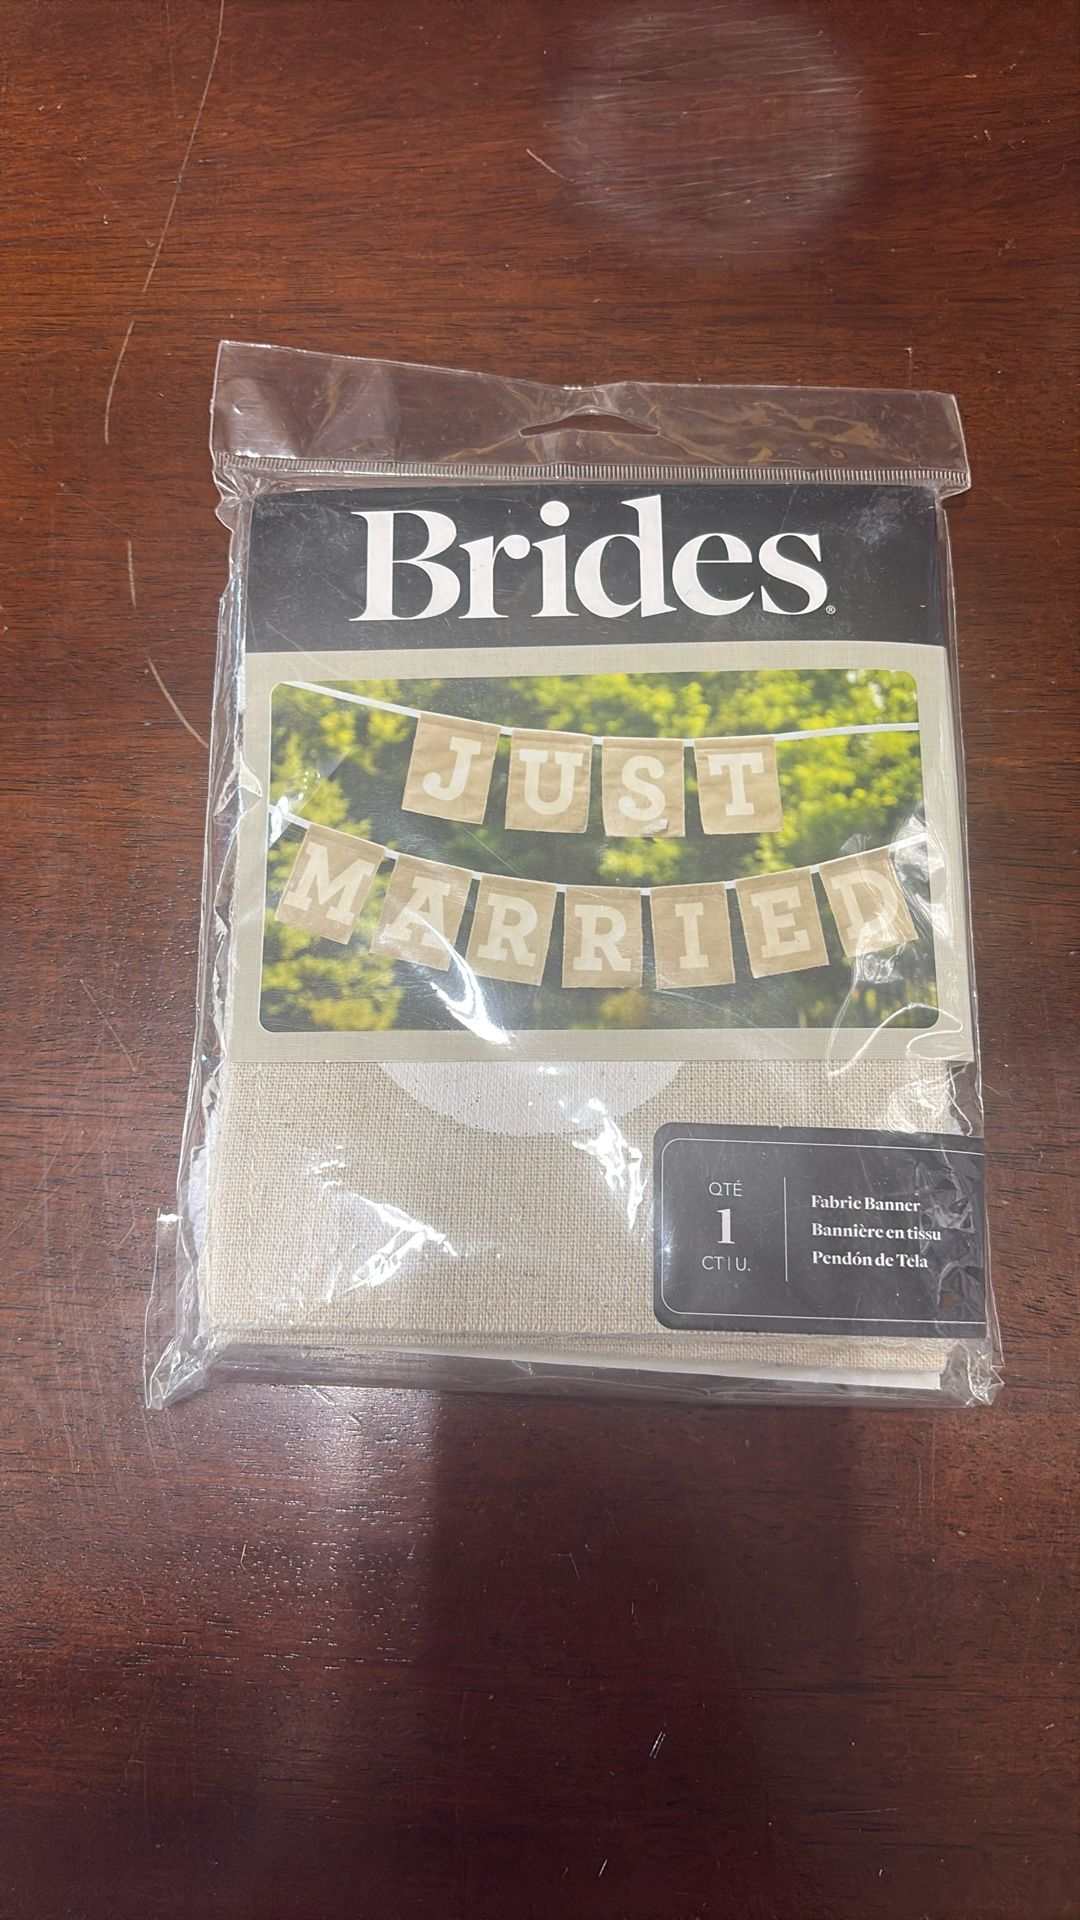 Brides®
JUST
MARRIED
QTÉ
1
CT | U.
Fabric Banner
Bannière en tissu
Pendón de Tela